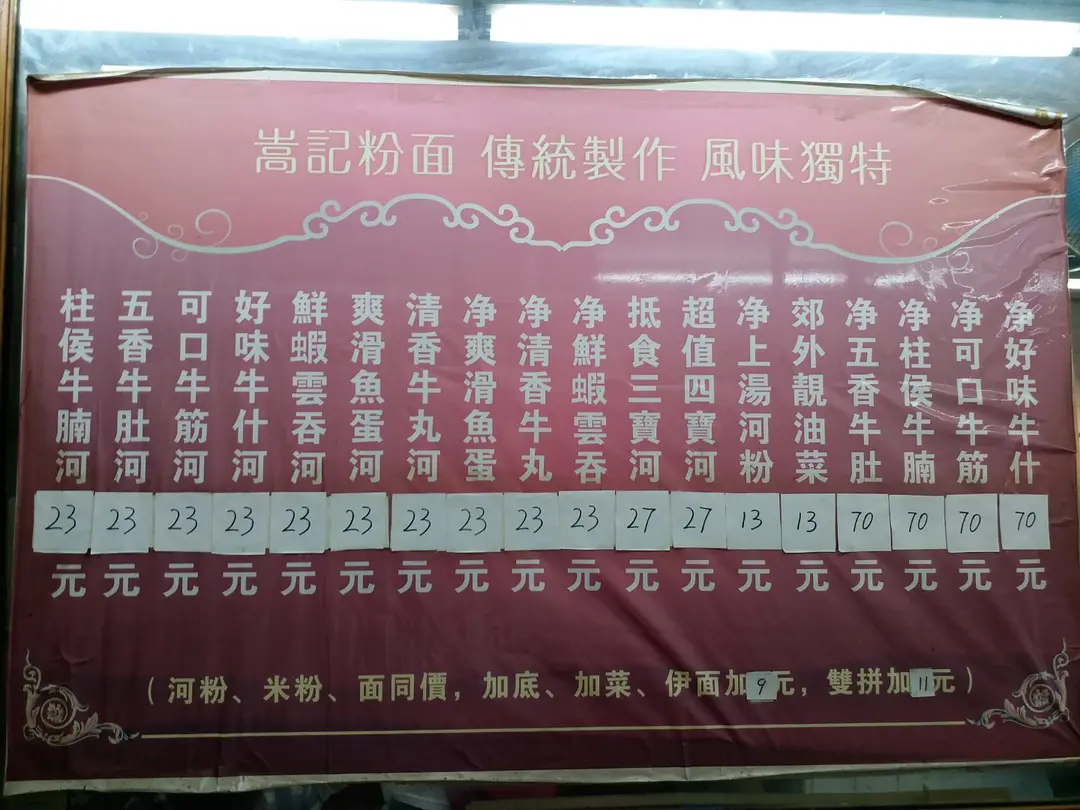 嵩記粉面 傳統製作 風味獨特
柱侯牛腩河 23元
五香牛肚河 23元
可口牛筋河 23元
好味牛什河 23元
鮮蝦雲吞河 23元
爽滑魚蛋河 23元
清香牛丸河 23元
净爽滑魚蛋 23元
净清香牛丸 23元
净鮮蝦雲吞 23元
抵食三寶河 27元
超值四寶河 27元
净上湯河粉 13元
郊外靚油菜 13元
净五香牛肚 70元
净柱侯牛腩 70元
净可口牛筋 70元
净好味牛什 70元
（河粉、米粉、面同價，加底、加菜、伊面加9元，雙拼加11元）